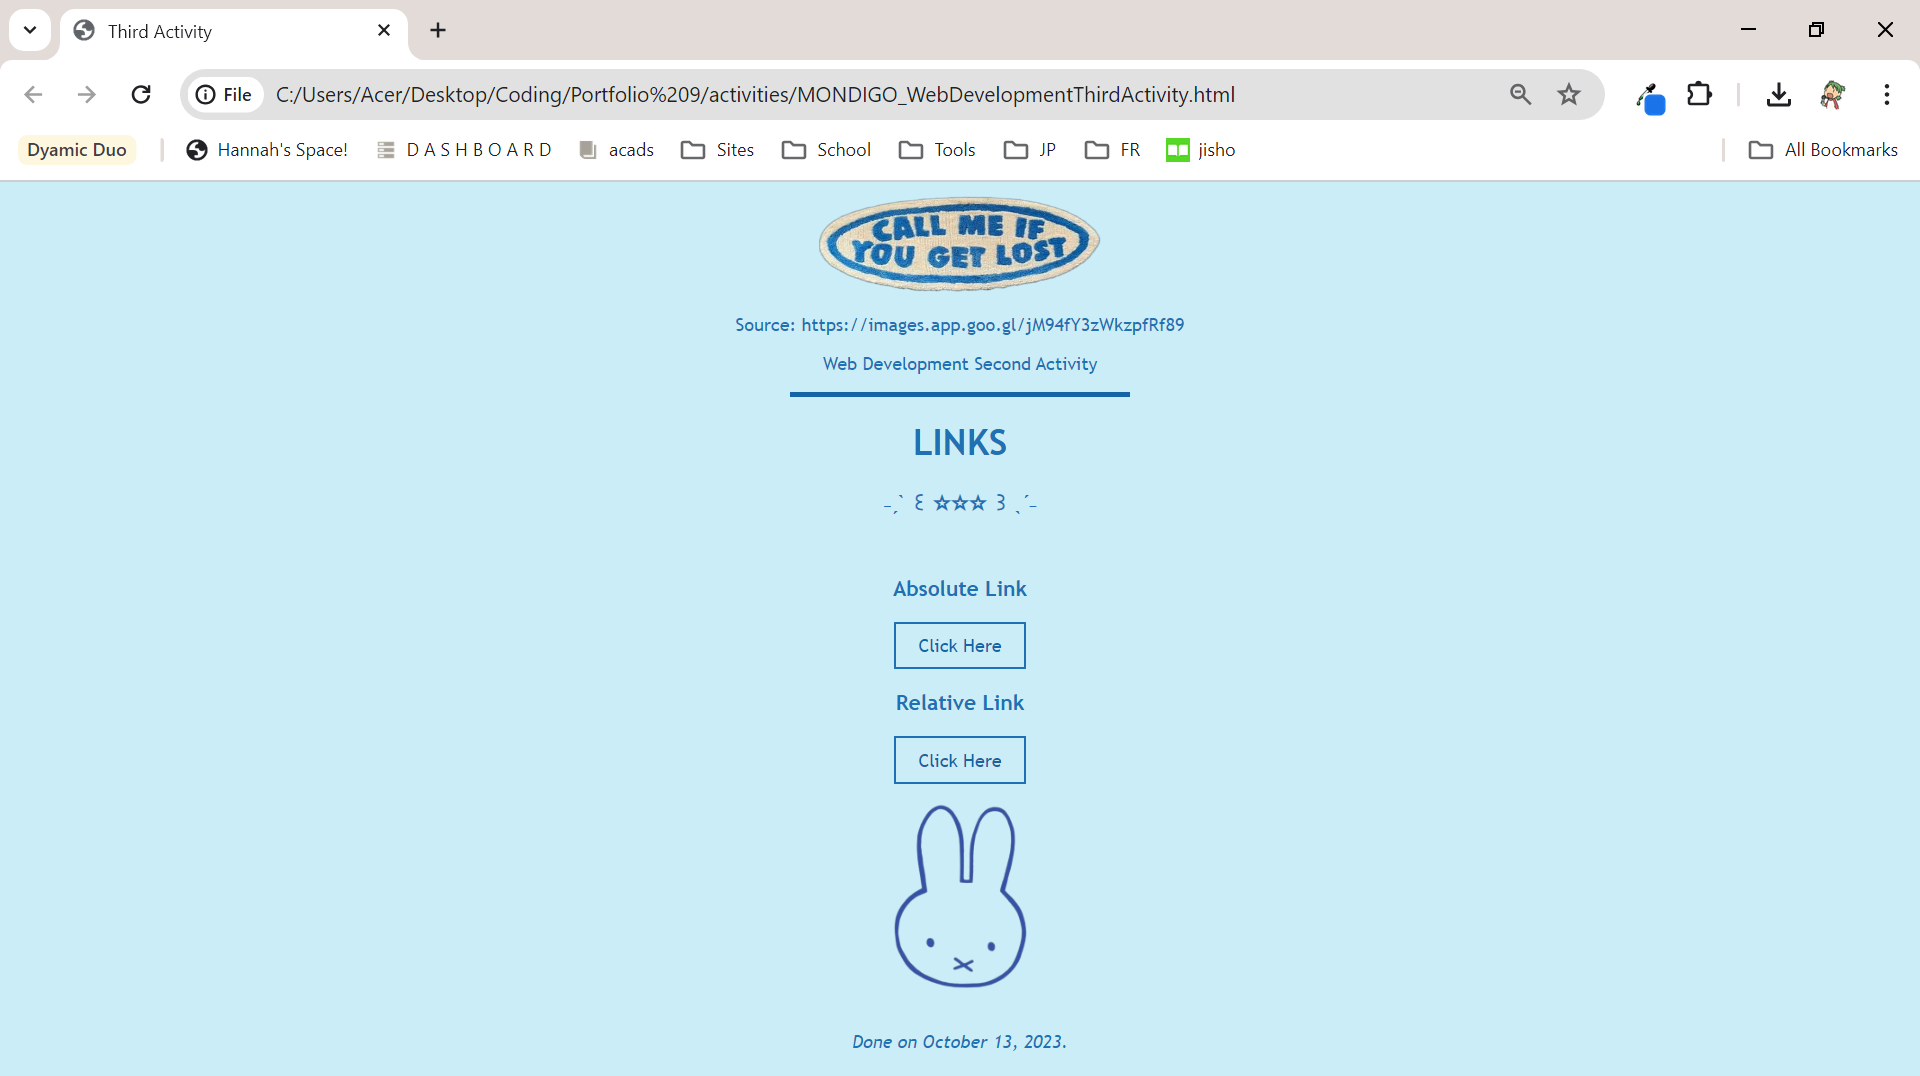 Third Activity
File C:/Users/Acer/Desktop/Coding/Portfolio%209/activities/MONDIGO_WebDevelopmentThirdActivity.html
Dyamic Duo Hannah's Space! D A S H B O A R D acads Sites School Tools JP FR jisho All Bookmarks
CALL ME IF
YOU GET LOST
Source: https://images.app.goo.gl/jM94fY3zWkzpfRf89
Web Development Second Activity
LINKS
-ˏˋ ꒰ ☆☆☆ ꒱ ˎˊ-
Absolute Link
Click Here
Relative Link
Click Here
Done on October 13, 2023.